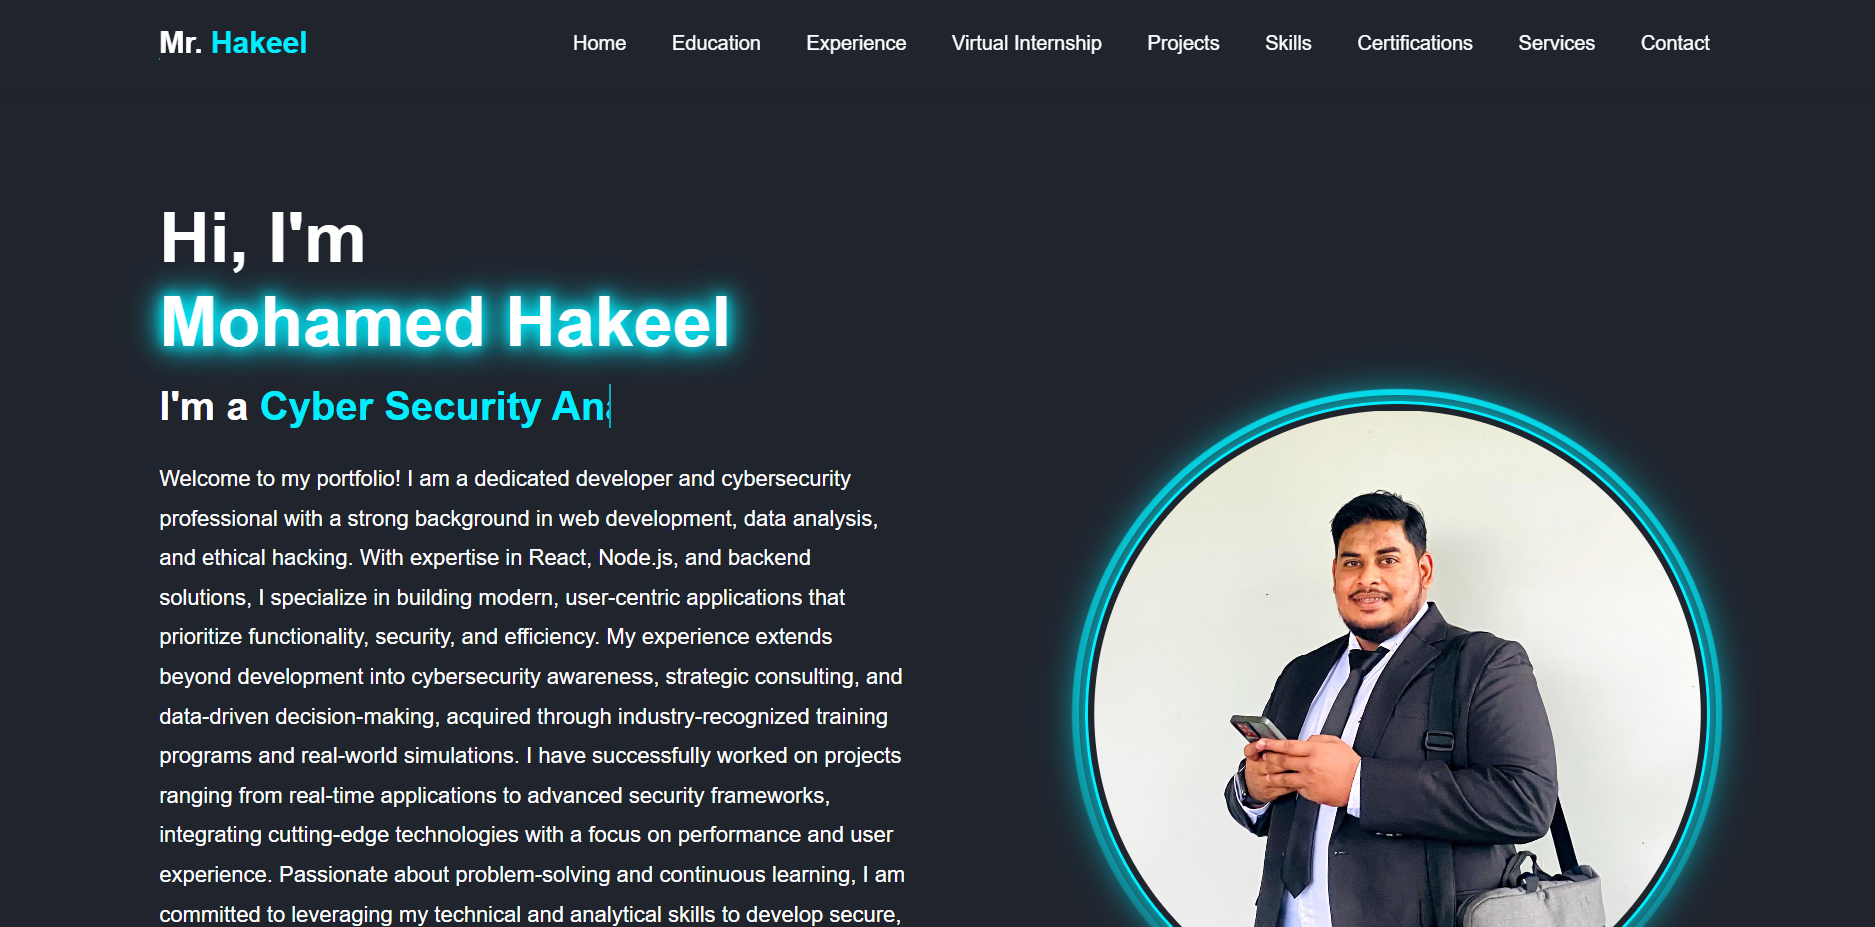 Mr. Hakeel
Home Education Experience Virtual Internship Projects Skills Certifications Services Contact
Hi, I'm
Mohamed Hakeel
I'm a Cyber Security Ana
Welcome to my portfolio! I am a dedicated developer and cybersecurity
professional with a strong background in web development, data analysis,
and ethical hacking. With expertise in React, Node.js, and backend
solutions, I specialize in building modern, user-centric applications that
prioritize functionality, security, and efficiency. My experience extends
beyond development into cybersecurity awareness, strategic consulting, and
data-driven decision-making, acquired through industry-recognized training
programs and real-world simulations. I have successfully worked on projects
ranging from real-time applications to advanced security frameworks,
integrating cutting-edge technologies with a focus on performance and user
experience. Passionate about problem-solving and continuous learning, I am
committed to leveraging my technical and analytical skills to develop secure,